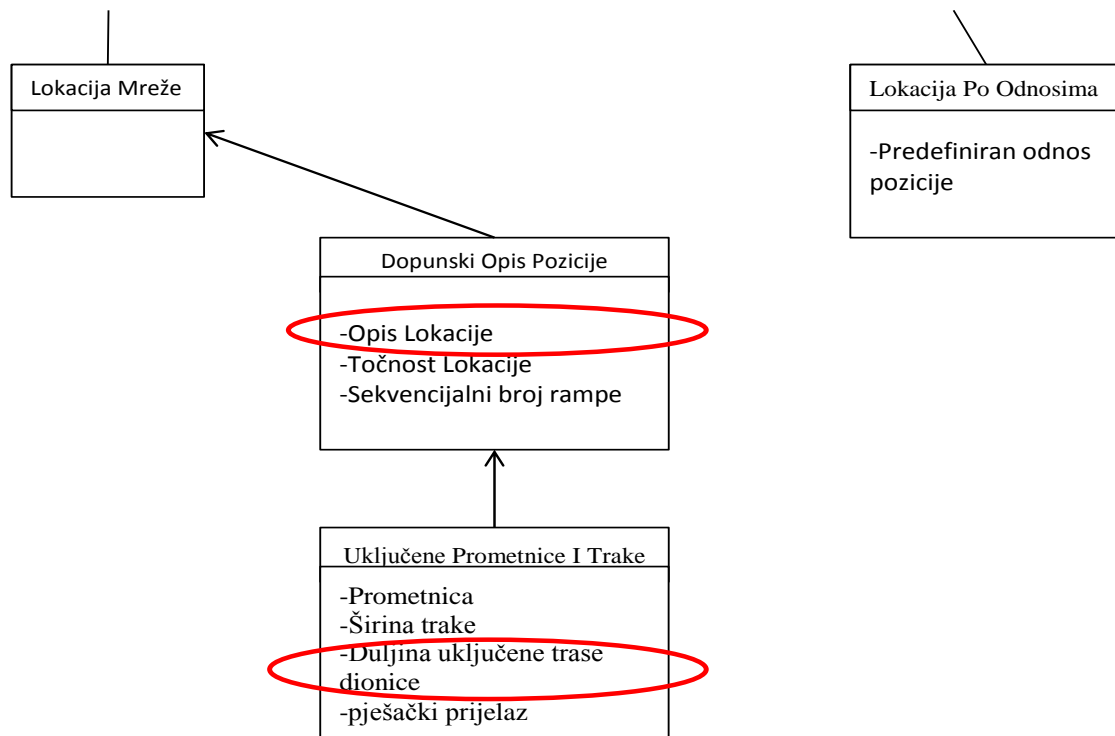 Lokacija Mreže
Lokacija Po Odnosima
-Predefiniran odnos
pozicije
Dopunski Opis Pozicije
-Opis Lokacije
-Točnost Lokacije
-Sekvencijalni broj rampe
Uključene Prometnice I Trake
-Prometnica
-Širina trake
-Duljina uključene trase
dionice
-pješački prijelaz